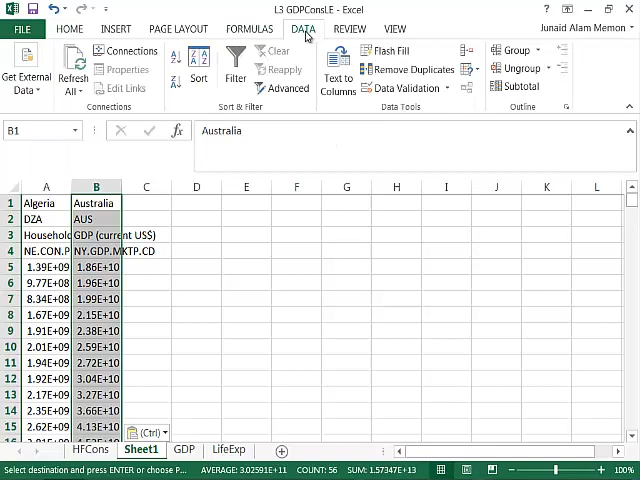 L3 GDPConsLE - Excel
FILE HOME INSERT PAGE LAYOUT FORMULAS DATA REVIEW VIEW Junaid Alam Memon
Get External Data
Refresh All
Connections
Properties
Edit Links
Connections
Sort
Filter
Clear
Reapply
Advanced
Sort & Filter
Text to Columns
Flash Fill
Remove Duplicates
Data Validation
Data Tools
Group
Ungroup
Subtotal
Outline
B1 fx Australia
A B C D E F G H I J K L
1 Algeria Australia
2 DZA AUS
3 Household GDP (current US$)
4 NE.CON.P NY.GDP.MKTP.CD
5 1.39E+09 1.86E+10
6 9.77E+08 1.96E+10
7 8.34E+08 1.99E+10
8 1.67E+09 2.15E+10
9 1.91E+09 2.38E+10
10 2.01E+09 2.59E+10
11 1.94E+09 2.72E+10
12 1.92E+09 3.04E+10
13 2.17E+09 3.27E+10
14 2.35E+09 3.66E+10
15 2.62E+09 4.13E+10
(Ctrl)
HFCons Sheet1 GDP LifeExp
Select destination and press ENTER or choose P... AVERAGE: 3.02591E+11 COUNT: 56 SUM: 1.57347E+13 100%